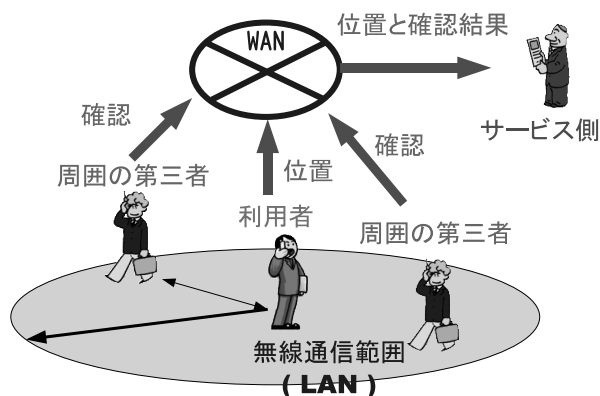 WAN
位置と確認結果
サービス側
確認
確認
周囲の第三者
位置
利用者
周囲の第三者
無線通信範囲
( LAN )